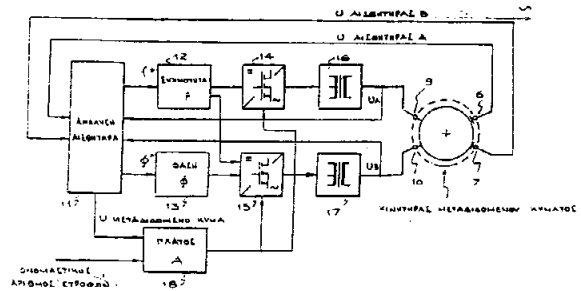 U ΑΙΣΘΗΤΗΡΑΣ B
U ΑΙΣΘΗΤΗΡΑΣ A
12
14
16
ΣΥΧΝΟΤΗΤΑ
F
UA
9
6
ΑΝΑΛΥΣΗ
ΑΙΣΘΗΤΗΡΑ
φ*
ΦΑΣΗ
φ
UB
10
7
11
13
15
17
ΚΙΝΗΤΗΡΑΣ ΜΕΤΑΔΙΔΟΜΕΝΟΥ ΚΥΜΑΤΟΣ
U ΜΕΤΑΔΙΔΟΜΕΝΟ ΚΥΜΑ
ΠΛΑΤΟΣ
A
ΟΝΟΜΑΣΤΙΚΟΣ
ΑΡΙΘΜΟΣ ΣΤΡΟΦΩΝ
18